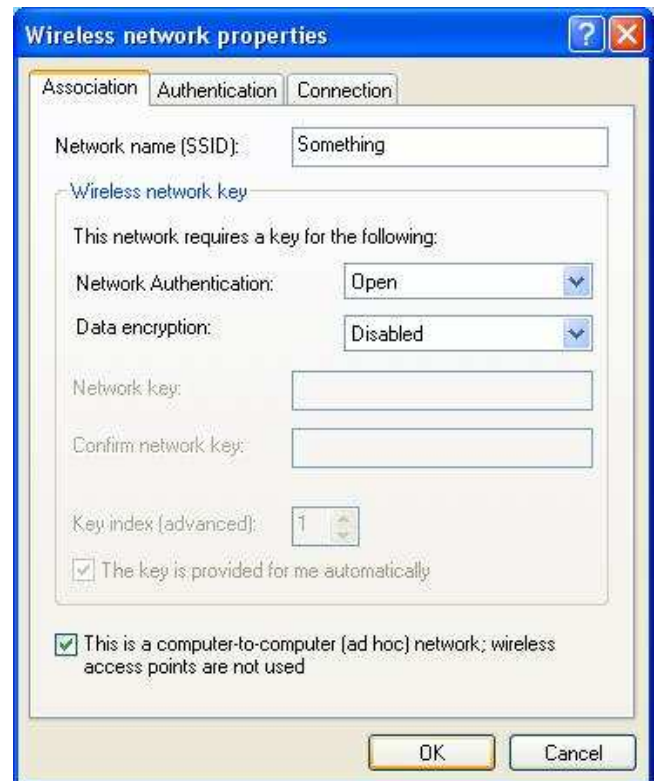 Wireless network properties
Association Authentication Connection
Network name (SSID): Something
Wireless network key
This network requires a key for the following:
Network Authentication: Open
Data encryption: Disabled
Network key:
Confirm network key:
Key index (advanced): 1
The key is provided for me automatically
This is a computer-to-computer (ad hoc) network; wireless
access points are not used
OK Cancel